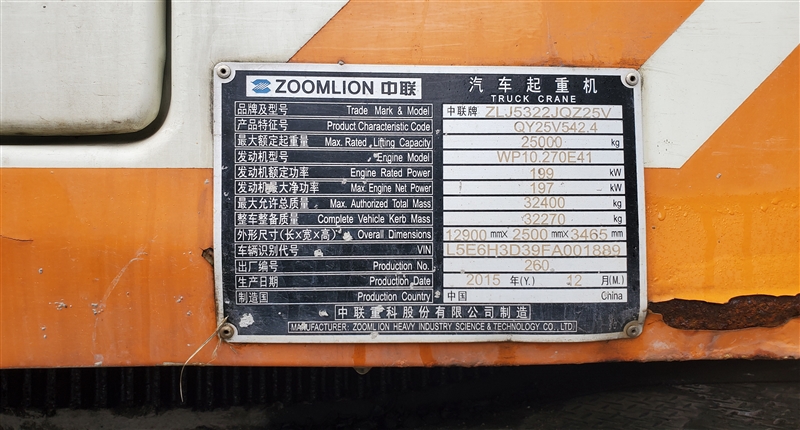 ZOOMLION 中联 汽车起重机
TRUCK CRANE
品牌及型号 Trade Mark & Model 中联牌 ZLJ5322JQZ25V
产品特征号 Product Characteristic Code QY25V542.4
最大额定起重量 Max. Rated Lifting Capacity 25000 kg
发动机型号 Engine Model WP10.270E41
发动机额定功率 Engine Rated Power 199 kW
发动机最大净功率 Max. Engine Net Power 197 kW
最大允许总质量 Max. Authorized Total Mass 32400 kg
整车整备质量 Complete Vehicle Kerb Mass 32270 kg
外形尺寸(长×宽×高) Overall Dimensions 12900 mm× 2500 mm× 3465 mm
车辆识别代号 VIN L5E6H3D39FA001889
出厂编号 Production No. 260
生产日期 Production Date 2015 年(Y.) 12 月(M.)
制造国 Production Country 中国 China
中联重科股份有限公司制造
MANUFACTURER: ZOOMLION HEAVY INDUSTRY SCIENCE & TECHNOLOGY CO., LTD.